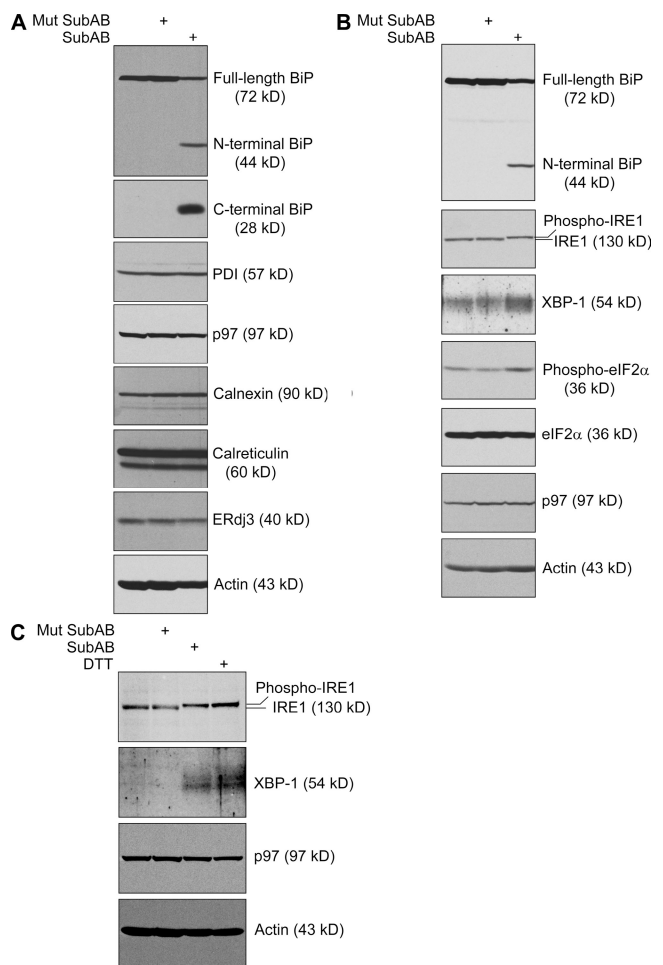 A Mut SubAB +
SubAB +
Full-length BiP
(72 kD)
N-terminal BiP
(44 kD)
C-terminal BiP
(28 kD)
PDI (57 kD)
p97 (97 kD)
Calnexin (90 kD)
Calreticulin
(60 kD)
ERdj3 (40 kD)
Actin (43 kD)
B Mut SubAB +
SubAB +
Full-length BiP
(72 kD)
N-terminal BiP
(44 kD)
Phospho-IRE1
IRE1 (130 kD)
XBP-1 (54 kD)
Phospho-eIF2α
(36 kD)
eIF2α (36 kD)
p97 (97 kD)
Actin (43 kD)
C Mut SubAB +
SubAB +
DTT +
Phospho-IRE1
IRE1 (130 kD)
XBP-1 (54 kD)
p97 (97 kD)
Actin (43 kD)